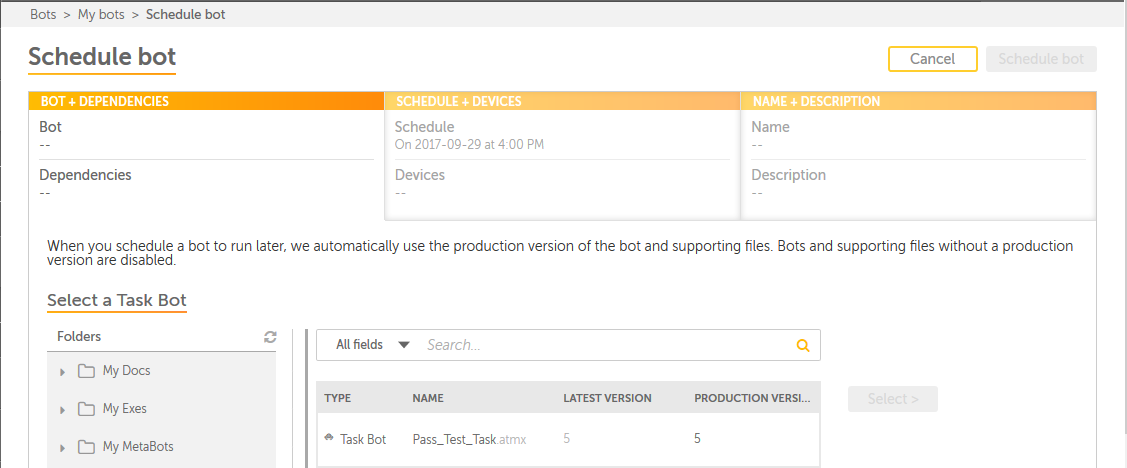 Bots > My bots > Schedule bot
Schedule bot
Cancel
Schedule bot
BOT + DEPENDENCIES
SCHEDULE + DEVICES
NAME + DESCRIPTION
Bot
--
Dependencies
--
Schedule
On 2017-09-29 at 4:00 PM
Devices
--
Name
--
Description
--
When you schedule a bot to run later, we automatically use the production version of the bot and supporting files. Bots and supporting files without a production
version are disabled.
Select a Task Bot
Folders
My Docs
My Exes
My MetaBots
All fields
Search...
TYPE NAME LATEST VERSION PRODUCTION VERSI...
Task Bot Pass_Test_Task.atmx 5 5
Select >